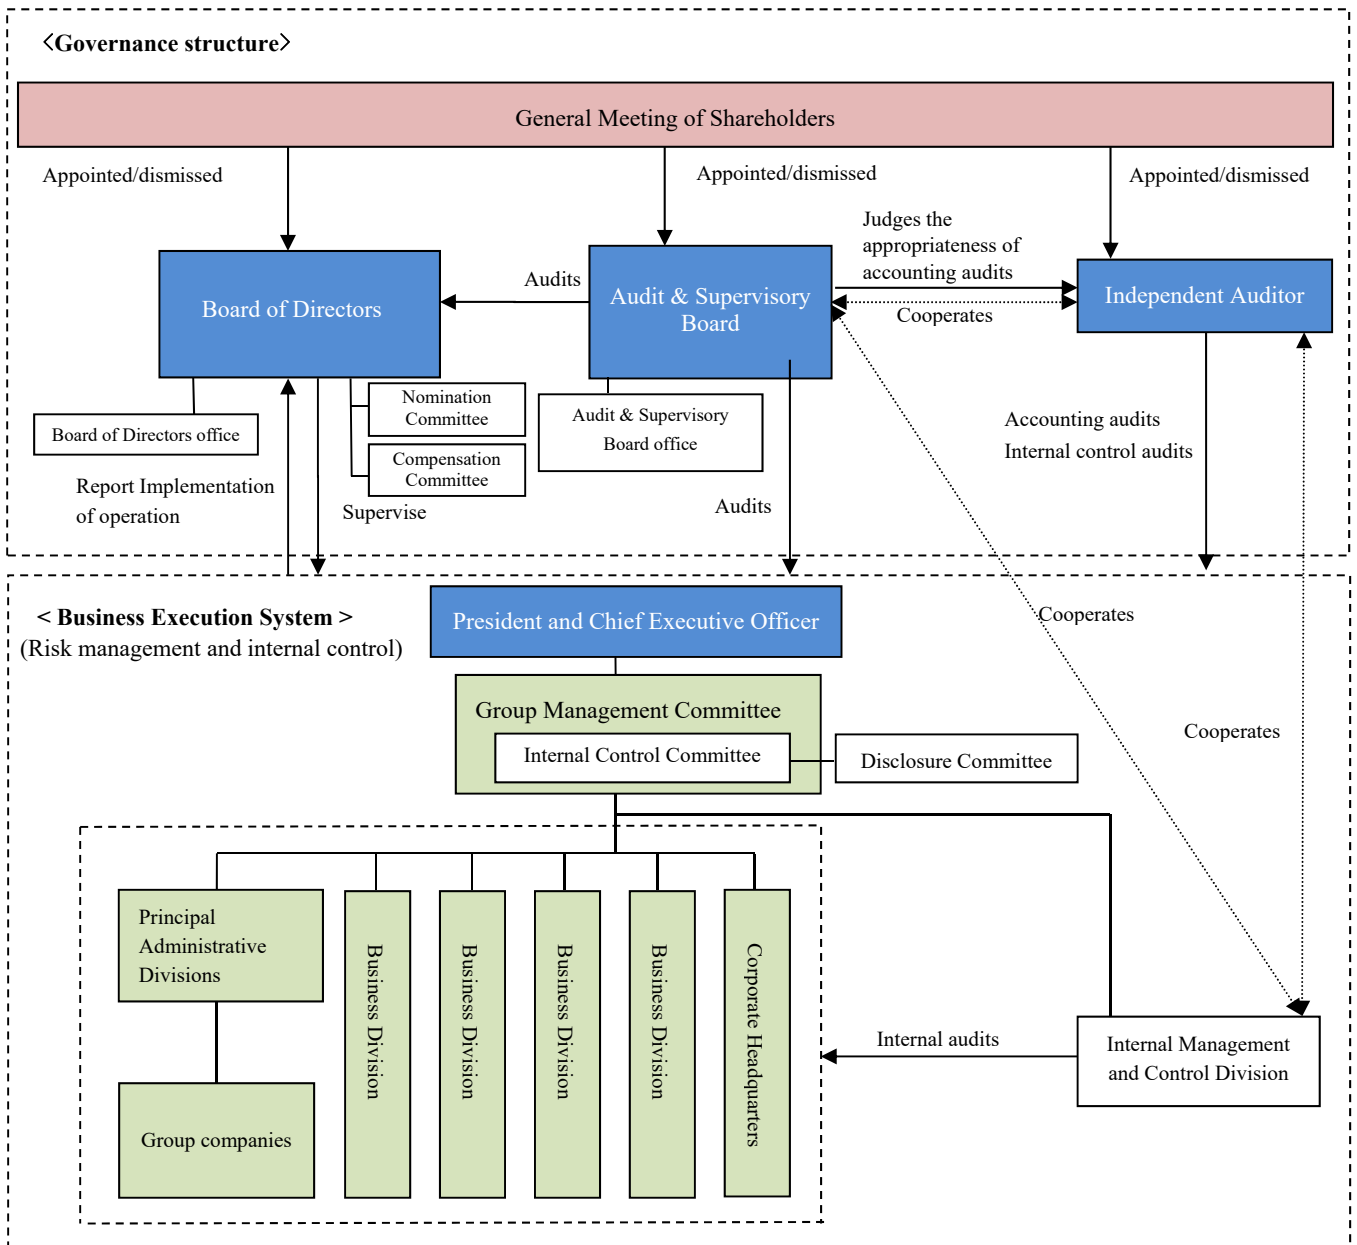 <Governance structure>
General Meeting of Shareholders
Appointed/dismissed
Appointed/dismissed
Appointed/dismissed
Judges the
appropriateness of
accounting audits
Board of Directors
Audits
Audit & Supervisory
Board
Cooperates
Independent Auditor
Board of Directors office
Nomination
Committee
Compensation
Committee
Audit & Supervisory
Board office
Accounting audits
Internal control audits
Report Implementation
of operation
Supervise
Audits
< Business Execution System >
(Risk management and internal control)
President and Chief Executive Officer
Cooperates
Group Management Committee
Internal Control Committee
Disclosure Committee
Cooperates
Principal
Administrative
Divisions
Business Division
Business Division
Business Division
Business Division
Corporate Headquarters
Group companies
Internal audits
Internal Management
and Control Division